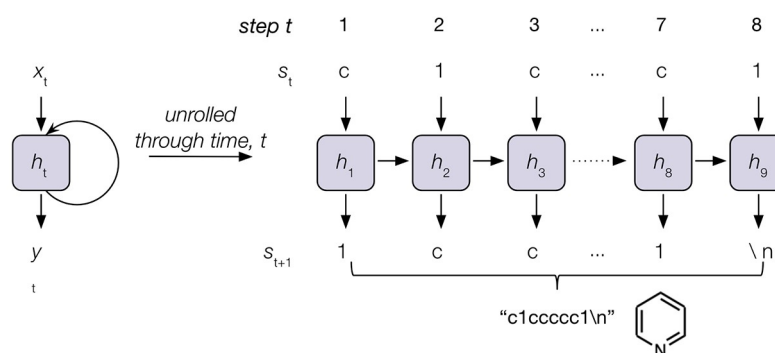 step t 1 2 3 ... 7 8
x_t s_t c 1 c ... c 1
unrolled
through time, t
h_t h_1 h_2 h_3 h_8 h_9
y s_{t+1} 1 c c ... 1 \n
t
“c1ccccc1\n”
N